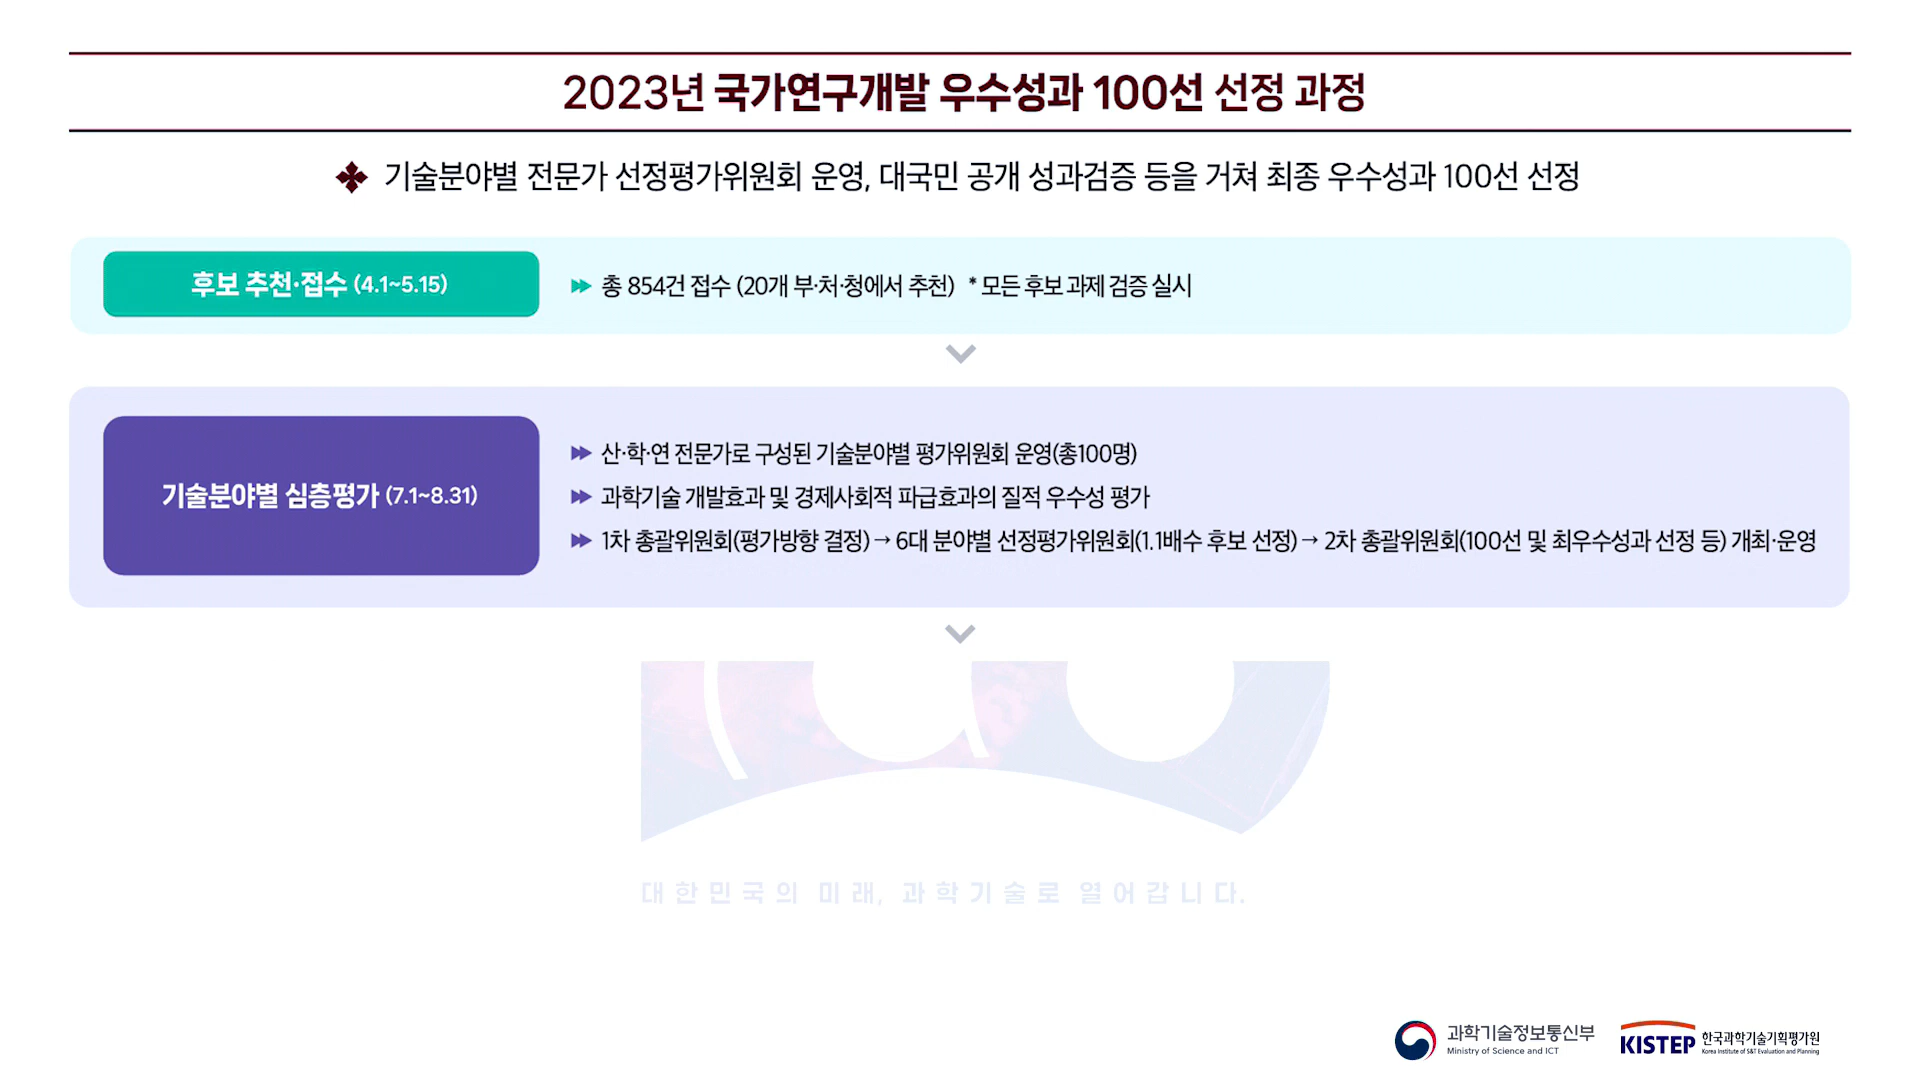 2023년 국가연구개발 우수성과 100선 선정 과정
기술분야별 전문가 선정평가위원회 운영, 대국민 공개 성과검증 등을 거쳐 최종 우수성과 100선 선정
후보 추천·접수 (4.1~5.15)
총 854건 접수 (20개 부·처·청에서 추천) * 모든 후보 과제 검증 실시
기술분야별 심층평가 (7.1~8.31)
산·학·연 전문가로 구성된 기술분야별 평가위원회 운영(총100명)
과학기술 개발효과 및 경제사회적 파급효과의 질적 우수성 평가
1차 총괄위원회(평가방향 결정) → 6대 분야별 선정평가위원회(1.1배수 후보 선정) → 2차 총괄위원회(100선 및 최우수성과 선정 등) 개최·운영
대한민국의 미래, 과학기술로 열어갑니다.
과학기술정보통신부
Ministry of Science and ICT
KISTEP 한국과학기술기획평가원
Korea Institute of S&T Evaluation and Planning